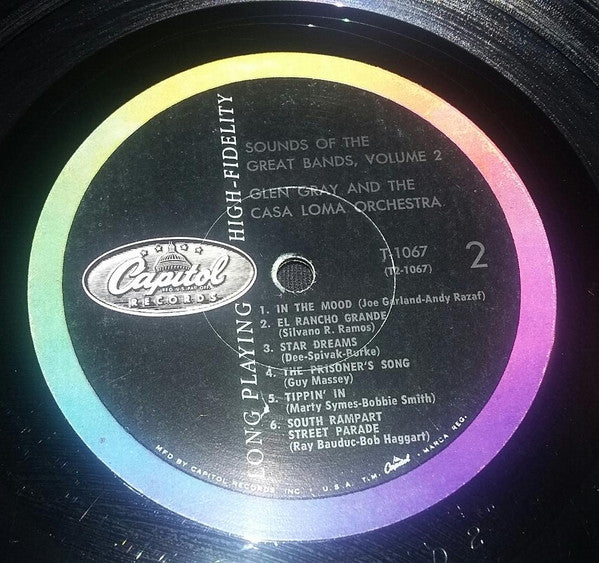 LONG PLAYING HIGH-FIDELITY
SOUNDS OF THE
GREAT BANDS, VOLUME 2
GLEN GRAY AND THE
CASA LOMA ORCHESTRA
T-1067
(T2-1067)
2
Capitol
RECORDS
1. IN THE MOOD (Joe Garland-Andy Razaf)
2. EL RANCHO GRANDE
(Silvano R. Ramos)
3. STAR DREAMS
(Dee-Spivak-Burke)
4. THE PRISONER'S SONG
(Guy Massey)
5. TIPPIN' IN
(Marty Symes-Bobbie Smith)
6. SOUTH RAMPART
STREET PARADE
(Ray Bauduc-Bob Haggart)
MFD BY CAPITOL RECORDS, INC. • U.S.A. T.M. Capitol • MARCA REG.